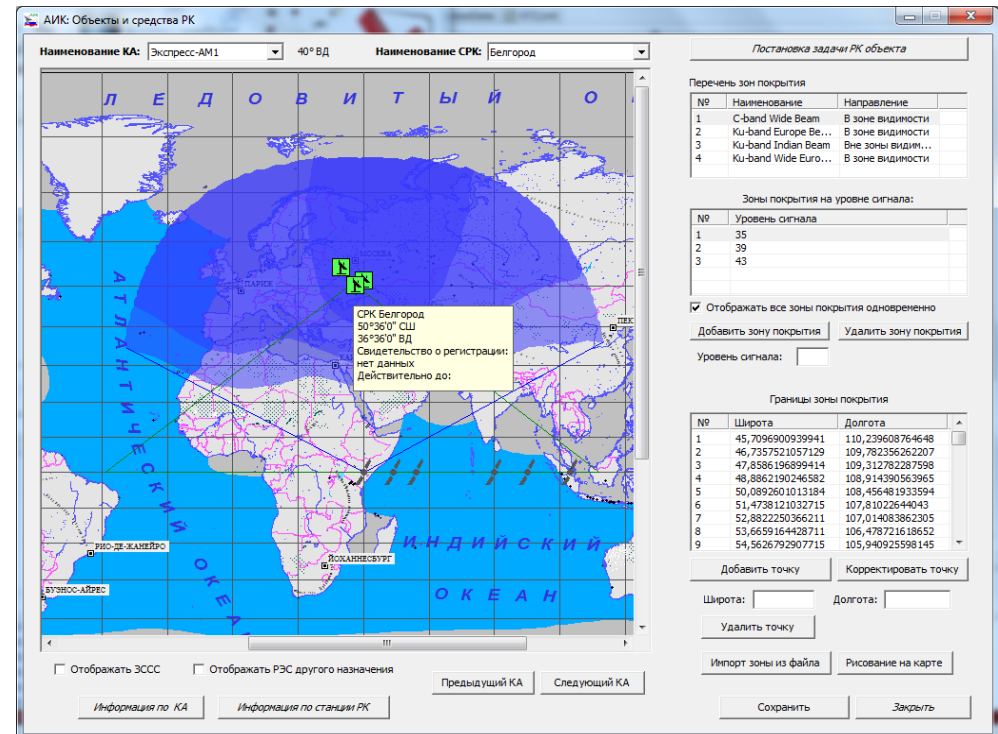 АИК: Объекты и средства РК
Наименование КА: Экспресс-АМ1 40° ВД Наименование СРК: Белгород
Постановка задачи РК объекта
Перечень зон покрытия
№ Наименование Направление
1 C-band Wide Beam В зоне видимости
2 Ku-band Europe Be... В зоне видимости
3 Ku-band Indian Beam Вне зоны видим...
4 Ku-band Wide Euro... В зоне видимости
Зоны покрытия на уровне сигнала:
№ Уровень сигнала
1 35
2 39
3 43
Отображать все зоны покрытия одновременно
Добавить зону покрытия Удалить зону покрытия
Уровень сигнала:
Границы зоны покрытия
№ Широта Долгота
1 45,7096900939941 110,239608764648
2 46,7357521057129 109,782356262207
3 47,8586196899414 109,312782287598
4 48,8862190246582 108,914390563965
5 50,0892601013184 108,456481933594
6 51,4738121032715 107,81022644043
7 52,8822250366211 107,014083862305
8 53,6659164428711 106,478721618652
9 54,5626792907715 105,940925598145
Добавить точку Корректировать точку
Широта: Долгота:
Удалить точку
Импорт зоны из файла Рисование на карте
Сохранить Закрыть
ЛЕДОВИТЫЙ О
МОСКВА
ПАРИЖ
ПЕК
АТЛАНТИЧЕСКИЙ ОКЕАН
СРК Белгород
50°36'0" СШ
36°36'0" ВД
Свидетельство о регистрации:
нет данных
Действительно до:
РИО-ДЕ-ЖАНЕЙРО
БУЭНОС-АЙРЕС
ЙОХАННЕСБУРГ
ИНДИЙСКИЙ
ОКЕАН
Отображать ЗССС Отображать РЭС другого назначения
Предыдущий КА Следующий КА
Информация по КА Информация по станции РК